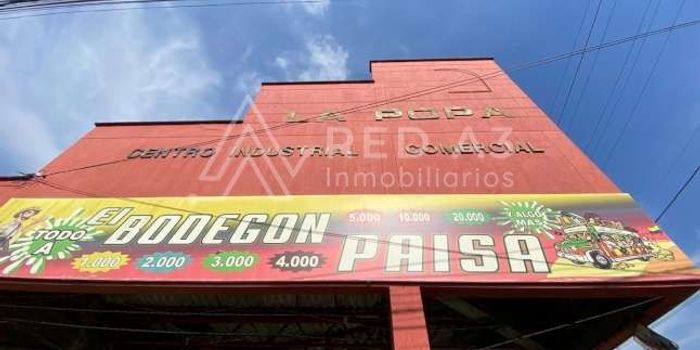 LA POPA
CENTRO INDUSTRIAL COMERCIAL
RED AZ
Inmobiliarios
El BODEGON PAISA
TODO A
1.000 2.000 3.000 4.000
5.000 10.000 20.000
Y ALGO MAS